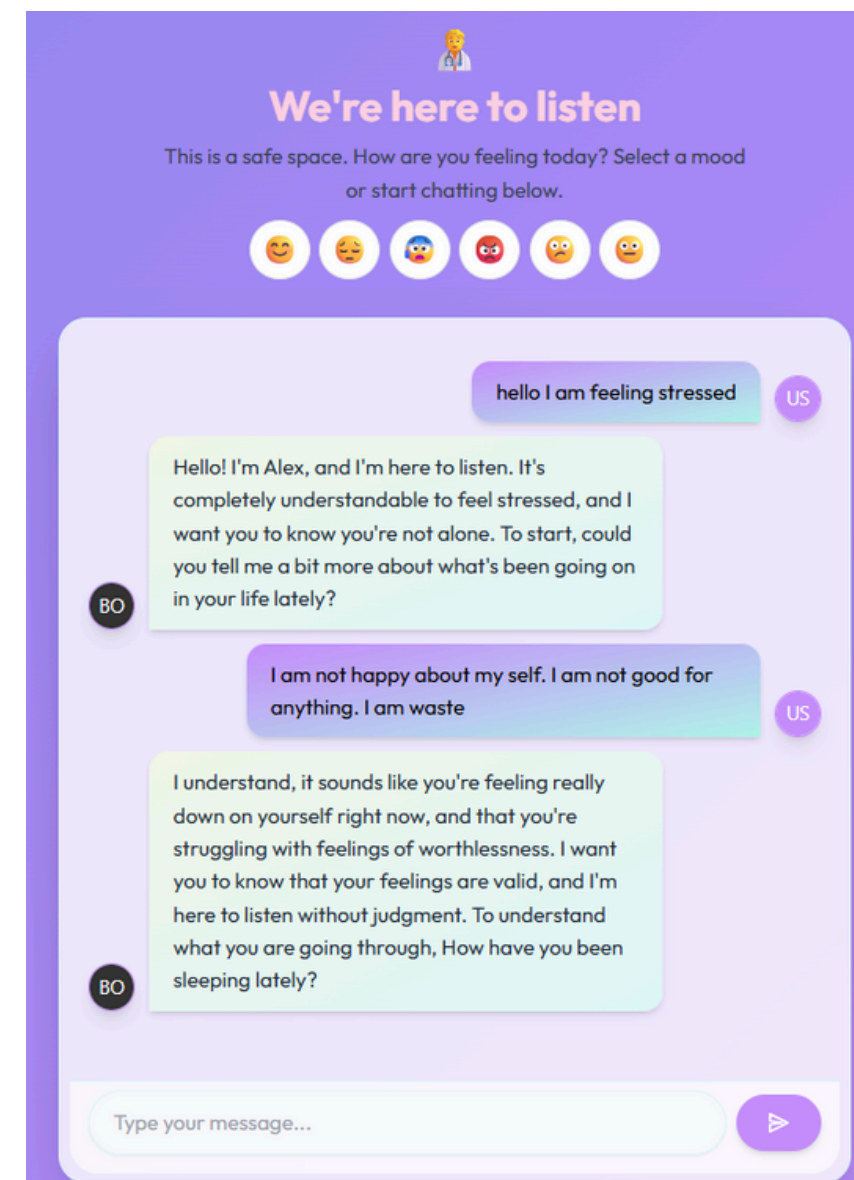 We're here to listen
This is a safe space. How are you feeling today? Select a mood
or start chatting below.
hello I am feeling stressed
US
Hello! I'm Alex, and I'm here to listen. It's
completely understandable to feel stressed, and I
want you to know you're not alone. To start, could
you tell me a bit more about what's been going on
in your life lately?
BO
I am not happy about my self. I am not good for
anything. I am waste
US
I understand, it sounds like you're feeling really
down on yourself right now, and that you're
struggling with feelings of worthlessness. I want
you to know that your feelings are valid, and I'm
here to listen without judgment. To understand
what you are going through, How have you been
sleeping lately?
BO
Type your message...